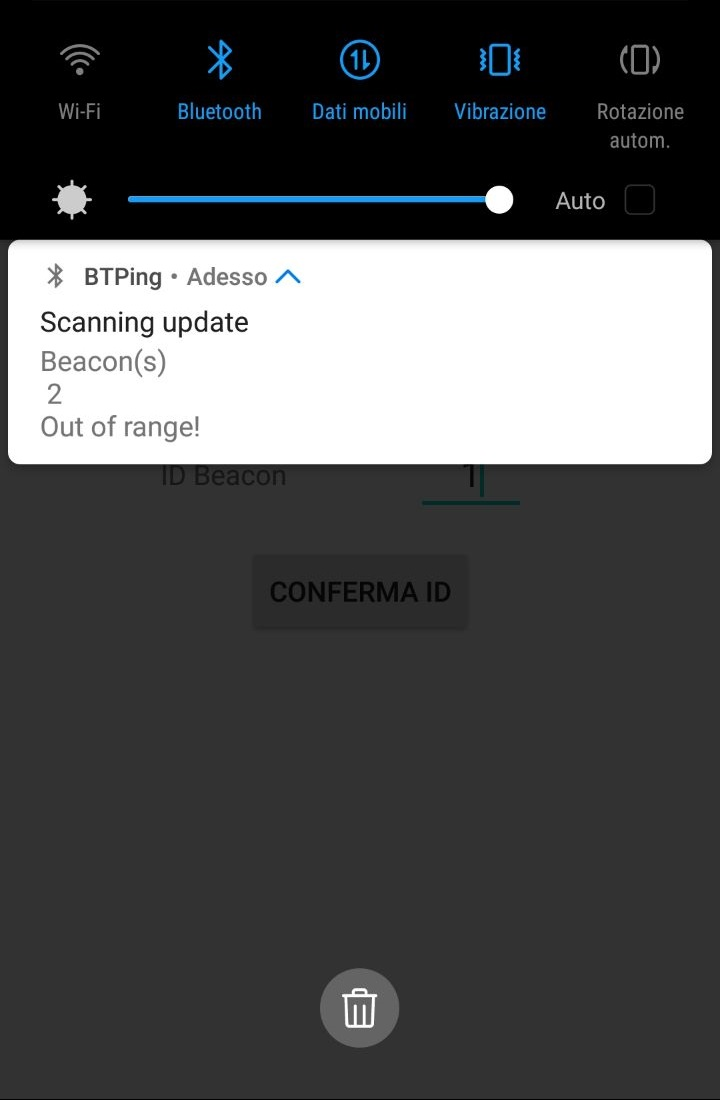 Wi-Fi Bluetooth Dati mobili Vibrazione Rotazione
autom.
Auto
BTPing • Adesso
Scanning update
Beacon(s)
2
Out of range!
ID Beacon 1
CONFERMA ID